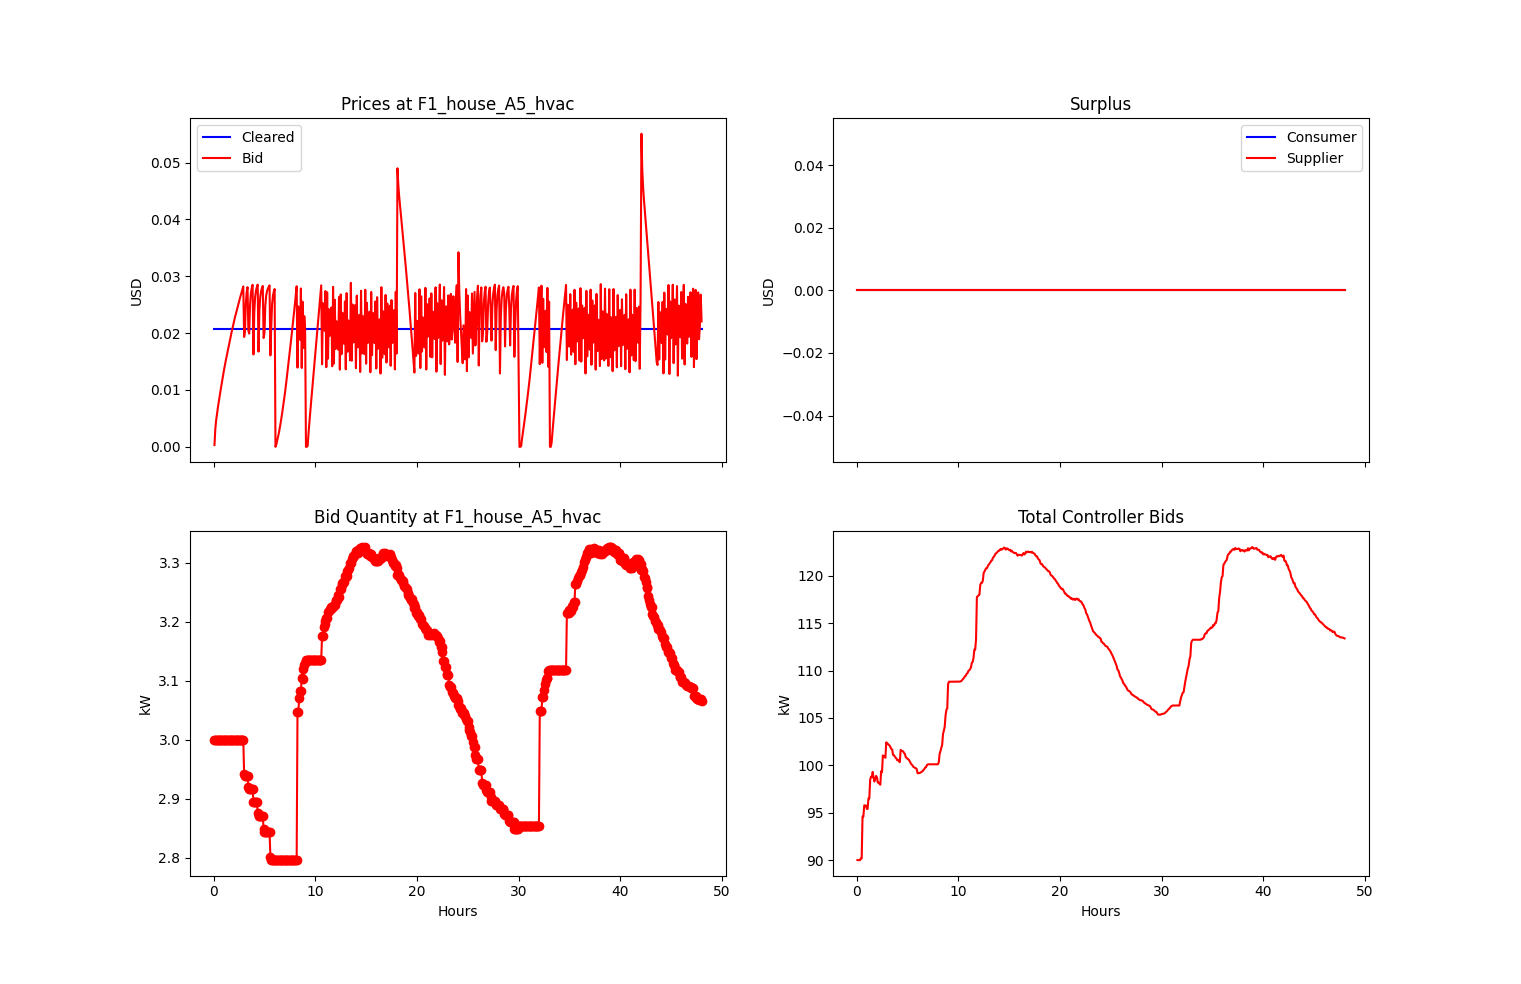 Prices at F1_house_A5_hvac
Cleared
Bid
USD
0.05
0.04
0.03
0.02
0.01
0.00
Surplus
Consumer
Supplier
USD
0.04
0.02
0.00
−0.02
−0.04
Bid Quantity at F1_house_A5_hvac
kW
3.3
3.2
3.1
3.0
2.9
2.8
0 10 20 30 40 50
Hours
Total Controller Bids
kW
120
115
110
105
100
95
90
0 10 20 30 40 50
Hours